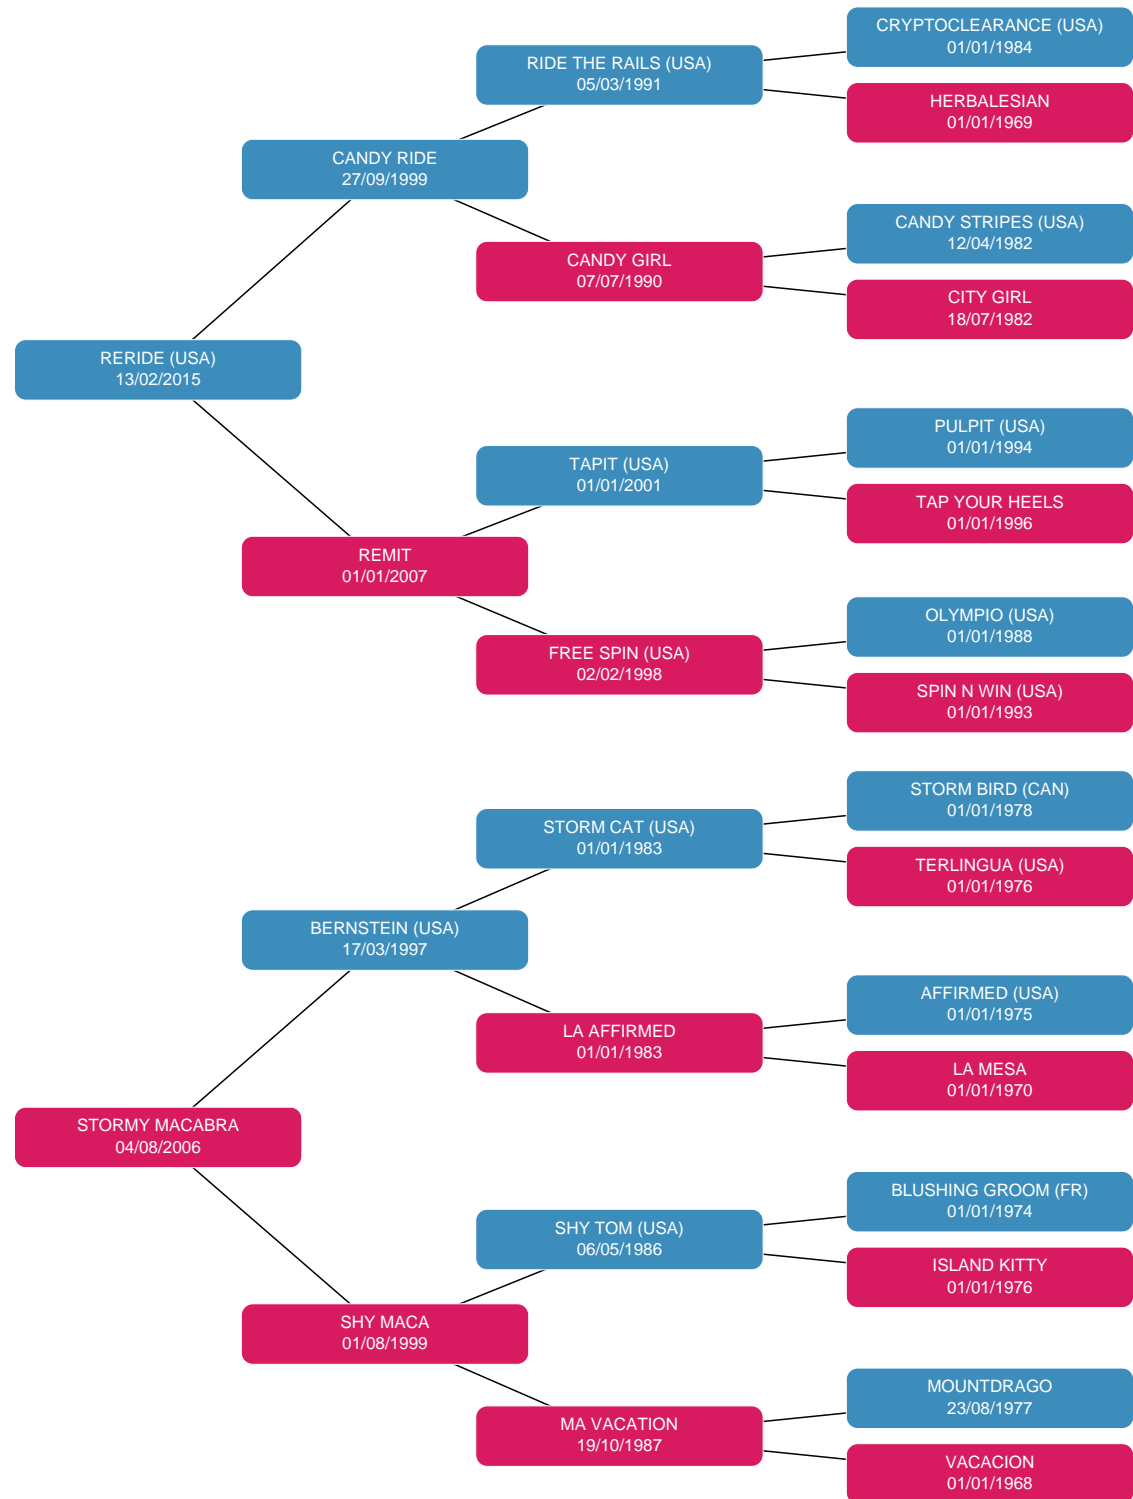 CRYPTOCLEARANCE (USA)
01/01/1984
RIDE THE RAILS (USA)
05/03/1991
HERBALESIAN
01/01/1969
CANDY RIDE
27/09/1999
CANDY STRIPES (USA)
12/04/1982
CANDY GIRL
07/07/1990
CITY GIRL
18/07/1982
RERIDE (USA)
13/02/2015
PULPIT (USA)
01/01/1994
TAPIT (USA)
01/01/2001
TAP YOUR HEELS
01/01/1996
REMIT
01/01/2007
OLYMPIO (USA)
01/01/1988
FREE SPIN (USA)
02/02/1998
SPIN N WIN (USA)
01/01/1993
STORM BIRD (CAN)
01/01/1978
STORM CAT (USA)
01/01/1983
TERLINGUA (USA)
01/01/1976
BERNSTEIN (USA)
17/03/1997
AFFIRMED (USA)
01/01/1975
LA AFFIRMED
01/01/1983
LA MESA
01/01/1970
STORMY MACABRA
04/08/2006
BLUSHING GROOM (FR)
01/01/1974
SHY TOM (USA)
06/05/1986
ISLAND KITTY
01/01/1976
SHY MACA
01/08/1999
MOUNTDRAGO
23/08/1977
MA VACATION
19/10/1987
VACACION
01/01/1968